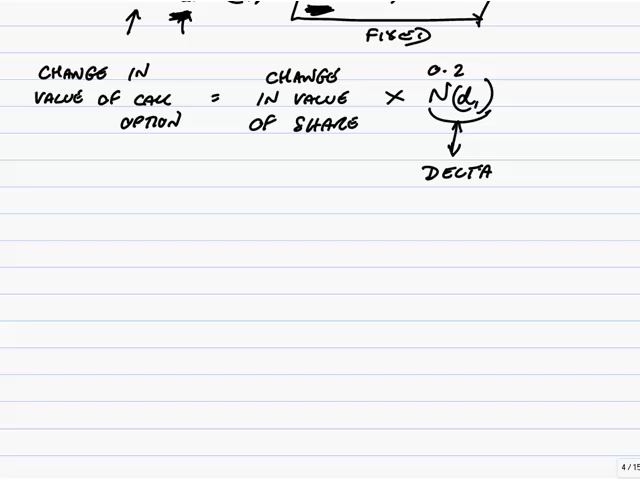 FIXED
0.2
CHANGE IN CHANGE
VALUE OF CALL = IN VALUE × N(d1)
OPTION OF SHARE
DELTA
4 / 15